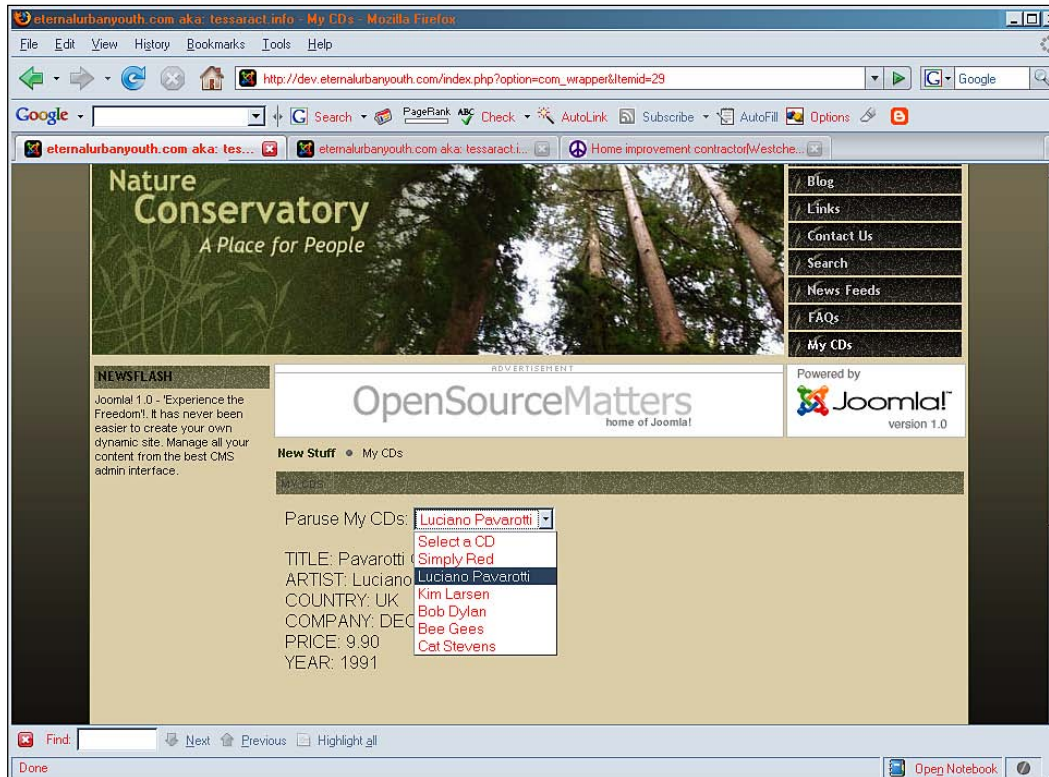 eternalurbanyouth.com aka: tessaract.info - My CDs - Mozilla Firefox
File Edit View History Bookmarks Tools Help
http://dev.eternalurbanyouth.com/index.php?option=com_wrapper&Itemid=29
G Google
Google Search PageRank ABC Check AutoLink Subscribe AutoFill Options
eternalurbanyouth.com aka: tes... eternalurbanyouth.com aka: tessaract.i... Home improvement contractor|Westche...
Nature
Conservatory
A Place for People
Blog
Links
Contact Us
Search
News Feeds
FAQs
My CDs
NEWSFLASH
Joomla! 1.0 - 'Experience the
Freedom'!. It has never been
easier to create your own
dynamic site. Manage all your
content from the best CMS
admin interface.
ADVERTISEMENT
OpenSourceMatters
home of Joomla!
Powered by
Joomla!
version 1.0
New Stuff My CDs
MY CDS
Paruse My CDs: Luciano Pavarotti
Select a CD
Simply Red
Luciano Pavarotti
Kim Larsen
Bob Dylan
Bee Gees
Cat Stevens
TITLE: Pavarotti
ARTIST: Luciano
COUNTRY: UK
COMPANY: DEC
PRICE: 9.90
YEAR: 1991
Find: Next Previous Highlight all
Done Open Notebook